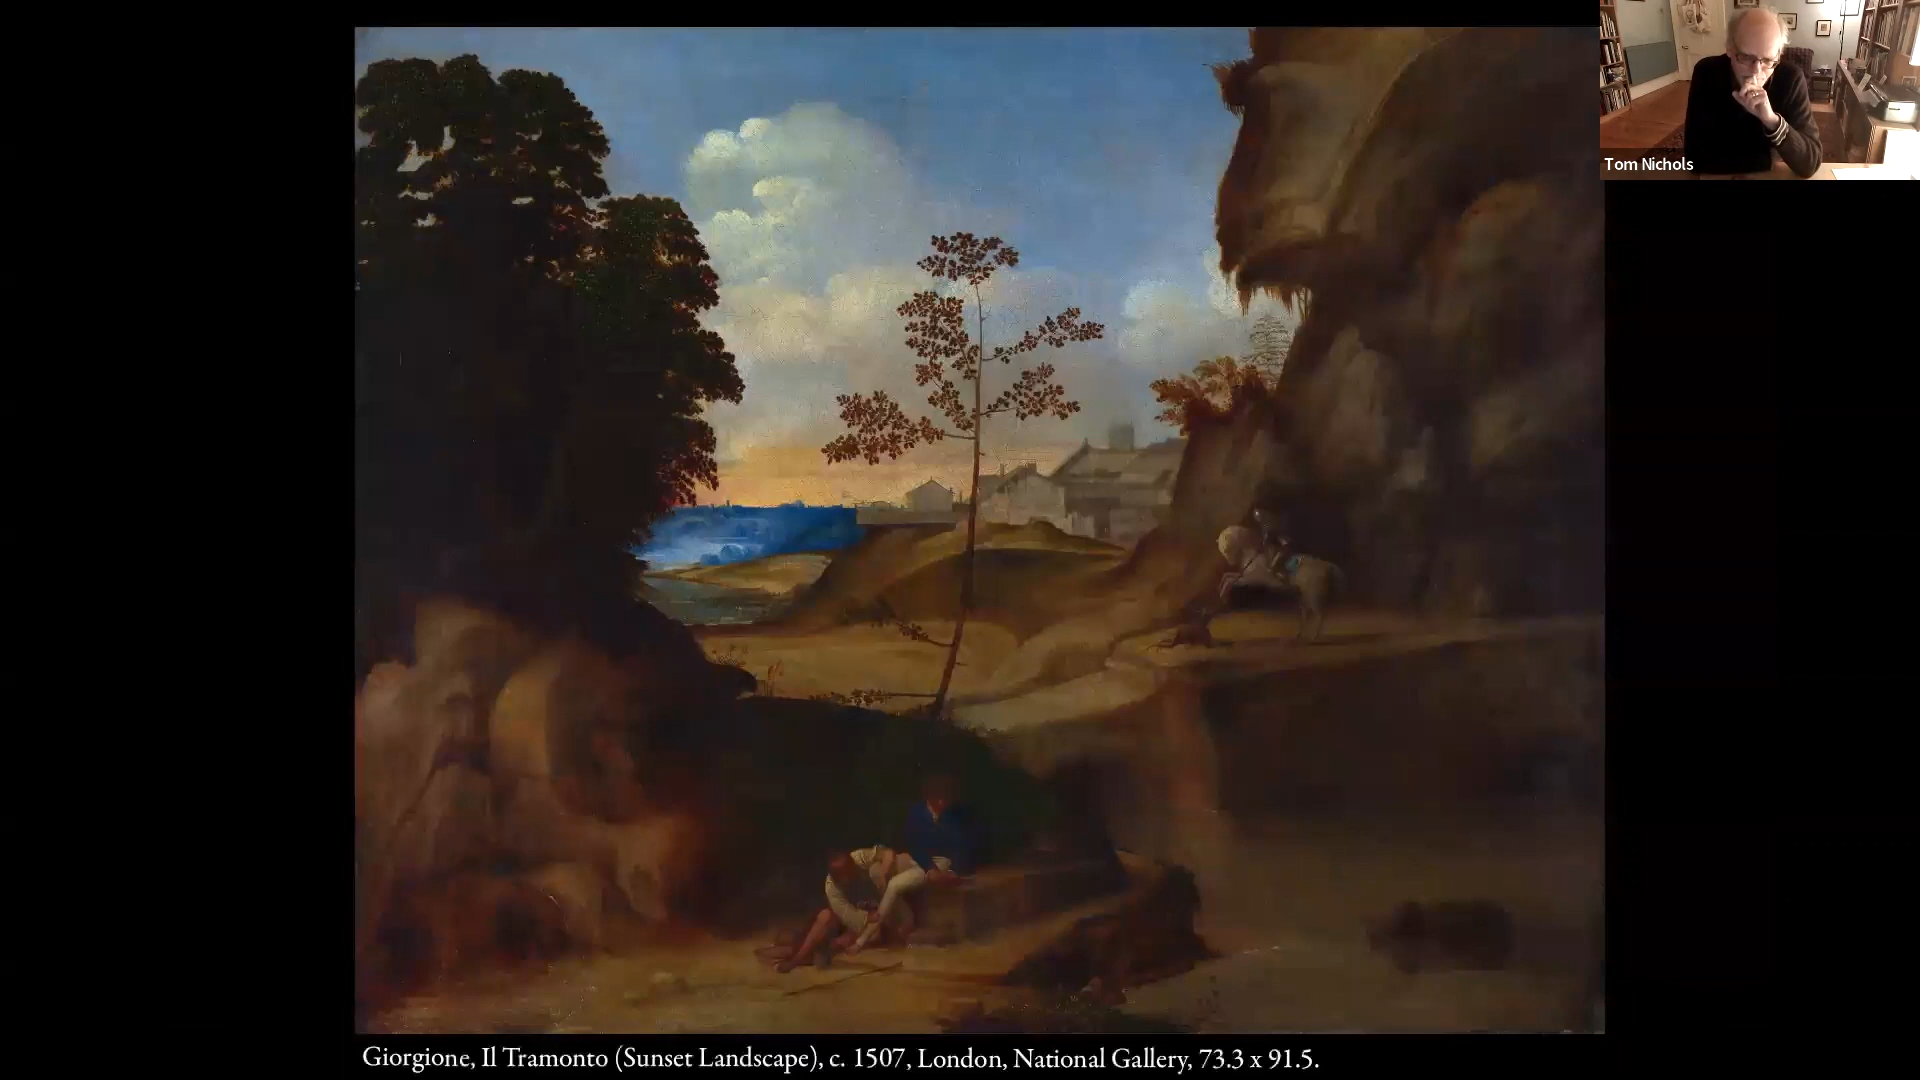 Tom Nichols
Giorgione, Il Tramonto (Sunset Landscape), c. 1507, London, National Gallery, 73.3 x 91.5.